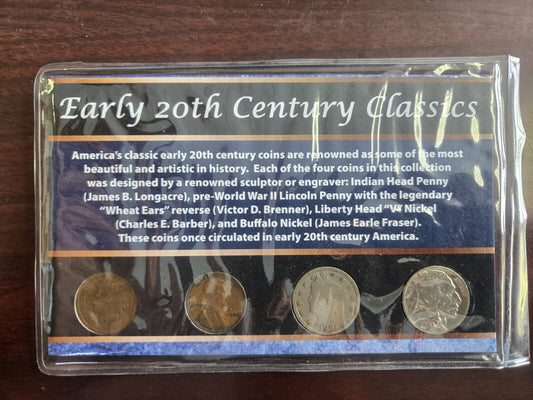 Early 20th Century Classics
America's classic early 20th century coins are renowned as some of the most
beautiful and artistic in history. Each of the four coins in this collection
was designed by a renowned sculptor or engraver: Indian Head Penny
(James B. Longacre), pre-World War II Lincoln Penny with the legendary
"Wheat Ears" reverse (Victor D. Brenner), Liberty Head "V" Nickel
(Charles E. Barber), and Buffalo Nickel (James Earle Fraser).
These coins once circulated in early 20th century America.